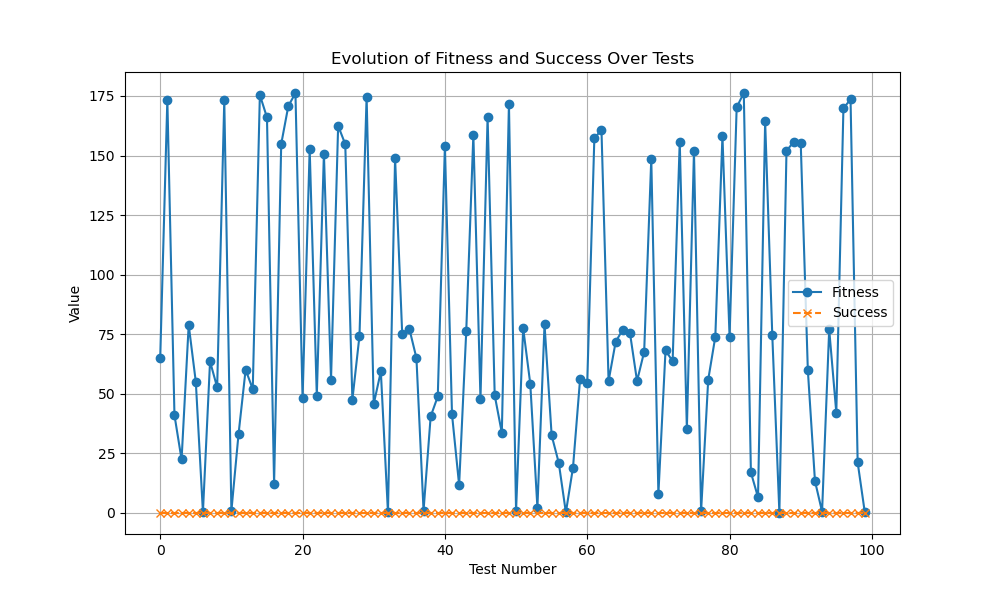 Evolution of Fitness and Success Over Tests
175
150
125
100
75
50
25
0
Value
Fitness
Success
0 20 40 60 80 100
Test Number